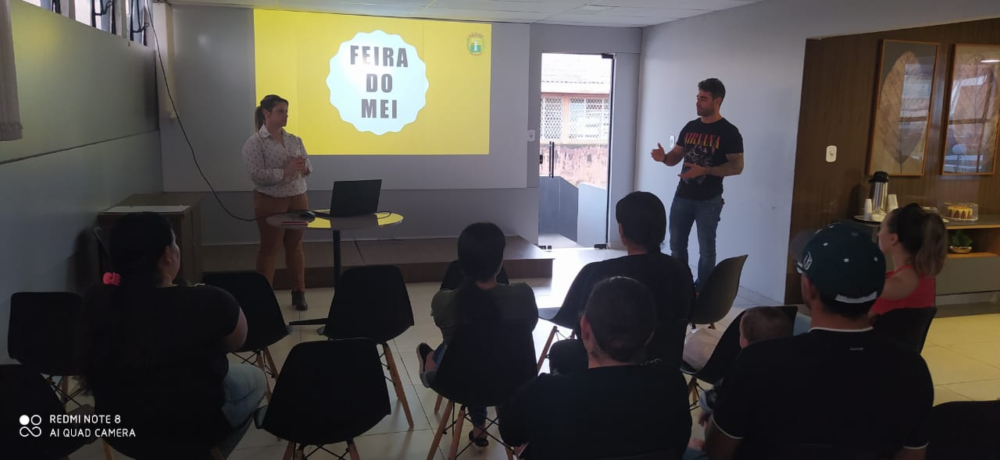 FEIRA
DO
MEI
NIRVANA
REDMI NOTE 8
AI QUAD CAMERA